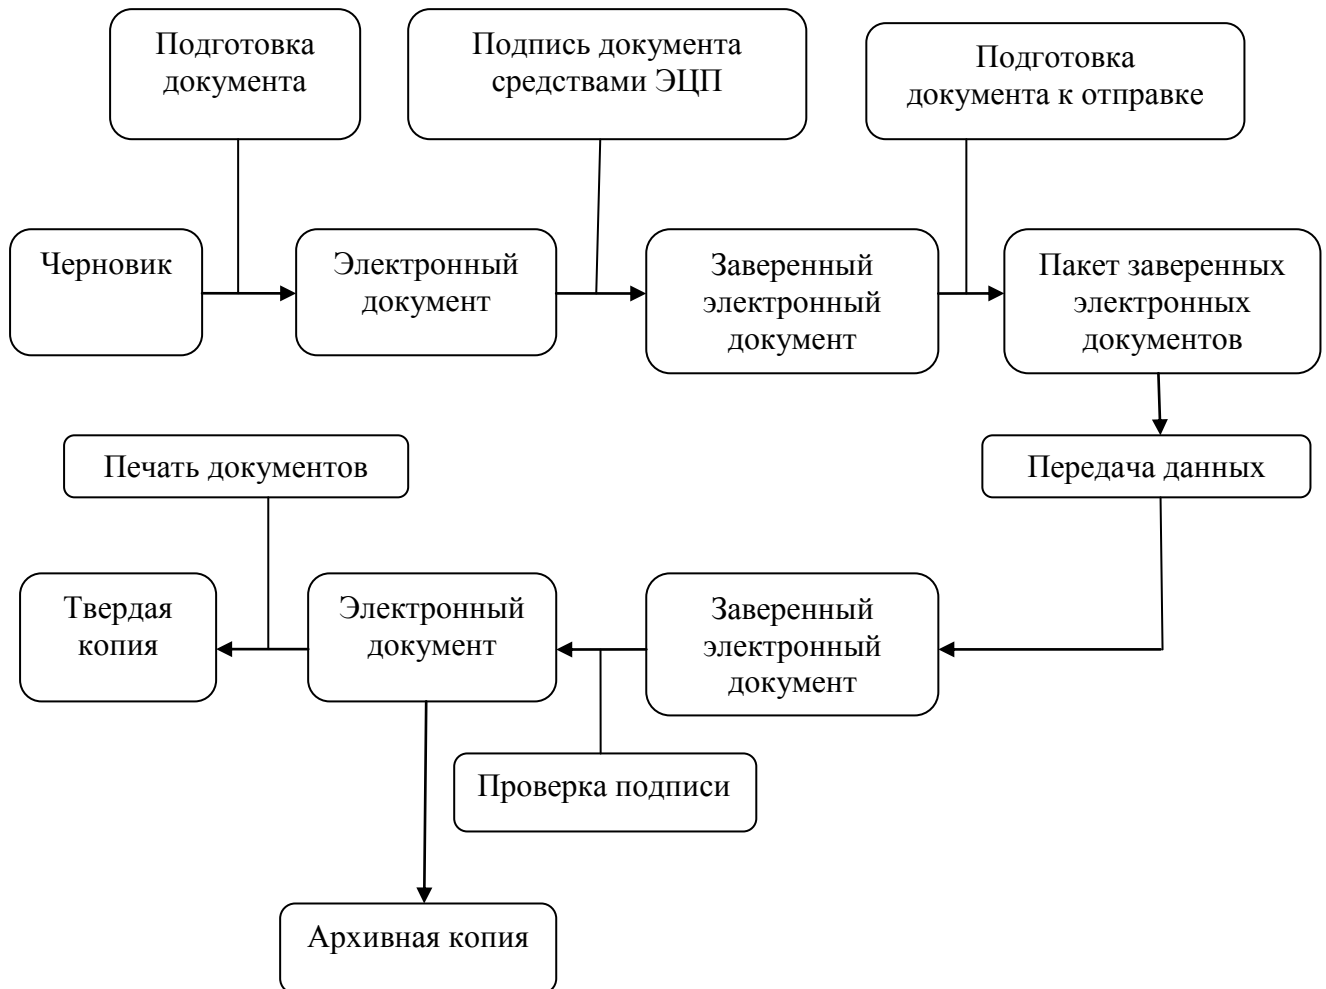 Подготовка
документа
Подпись документа
средствами ЭЦП
Подготовка
документа к отправке
Черновик
Электронный
документ
Заверенный
электронный
документ
Пакет заверенных
электронных
документов
Печать документов
Передача данных
Твердая
копия
Электронный
документ
Заверенный
электронный
документ
Проверка подписи
Архивная копия